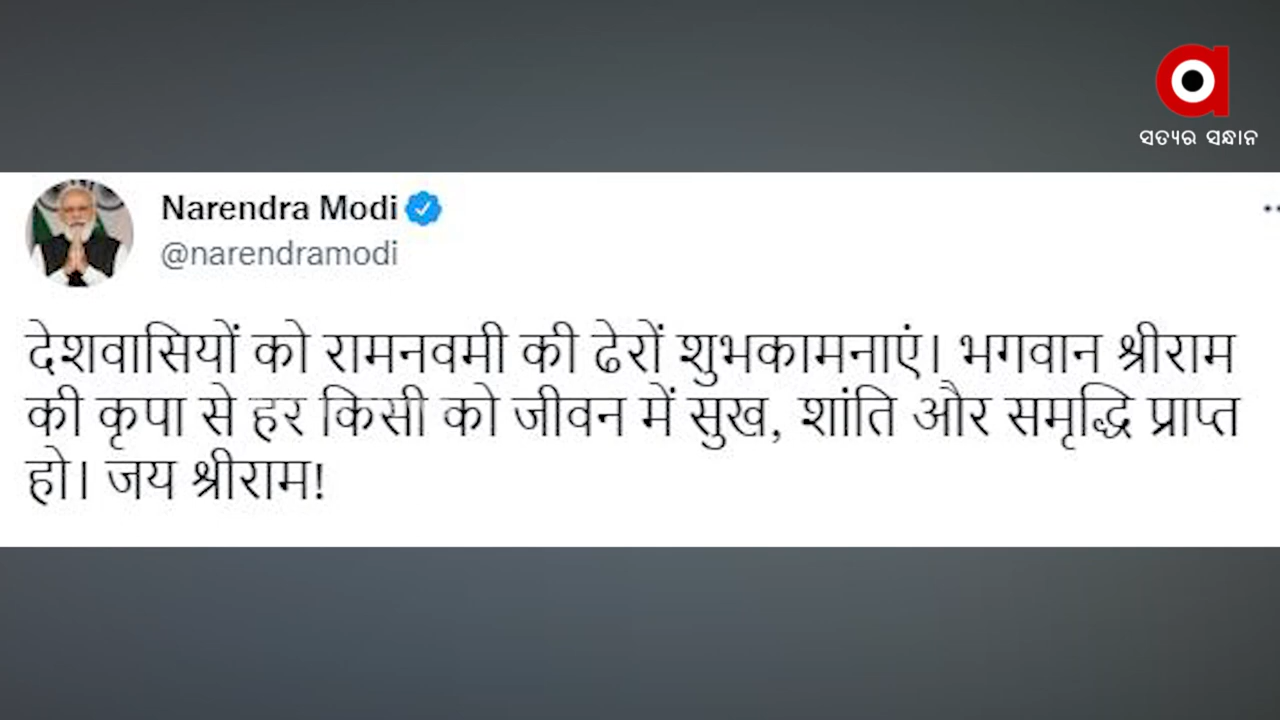 ସତ୍ୟର ସନ୍ଧାନ
Narendra Modi
@narendramodi
देशवासियों को रामनवमी की ढेरों शुभकामनाएं। भगवान श्रीराम
की कृपा से हर किसी को जीवन में सुख, शांति और समृद्धि प्राप्त
हो। जय श्रीराम!